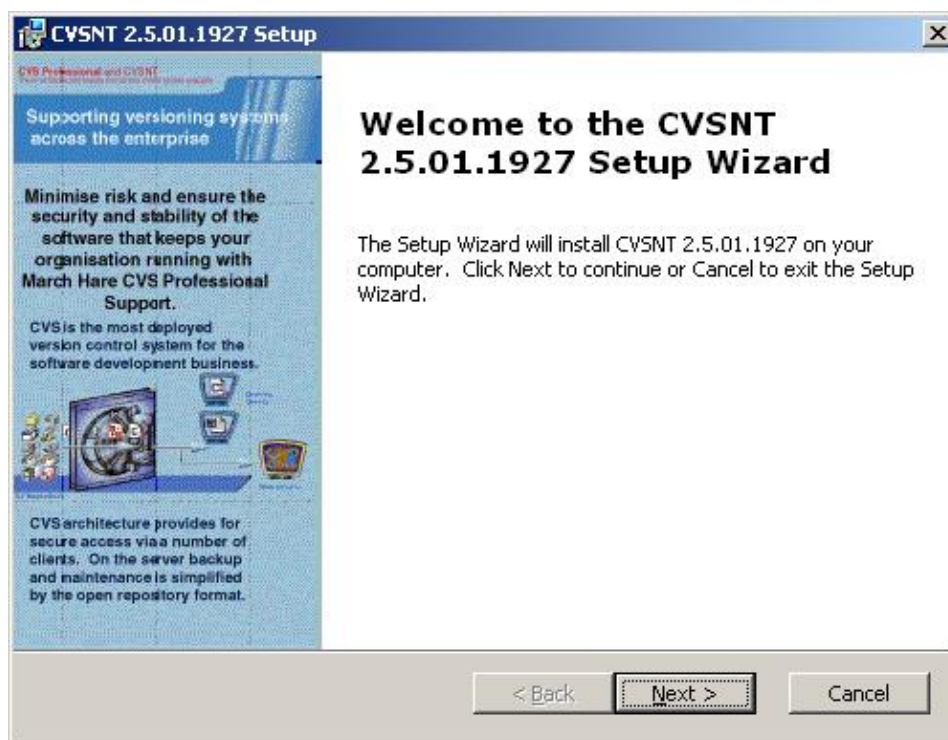 CVSNT 2.5.01.1927 Setup
CVS Professional and CVSNT
Supporting versioning systems
across the enterprise
Minimise risk and ensure the
security and stability of the
software that keeps your
organisation running with
March Hare CVS Professional
Support.
CVS is the most deployed
version control system for the
software development business.
CVS architecture provides for
secure access via a number of
clients. On the server backup
and maintenance is simplified
by the open repository format.
Welcome to the CVSNT
2.5.01.1927 Setup Wizard
The Setup Wizard will install CVSNT 2.5.01.1927 on your
computer. Click Next to continue or Cancel to exit the Setup
Wizard.
< Back
Next >
Cancel